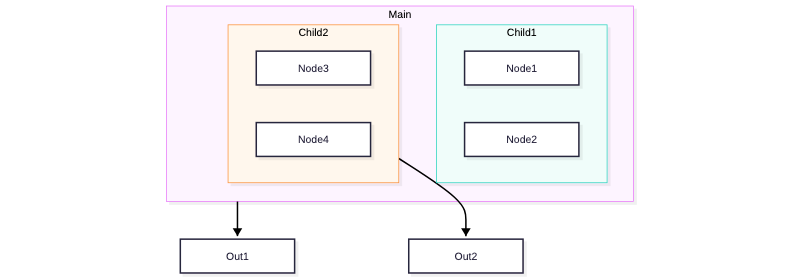 Main
Child2
Child1
Node3
Node1
Node4
Node2
Out1
Out2